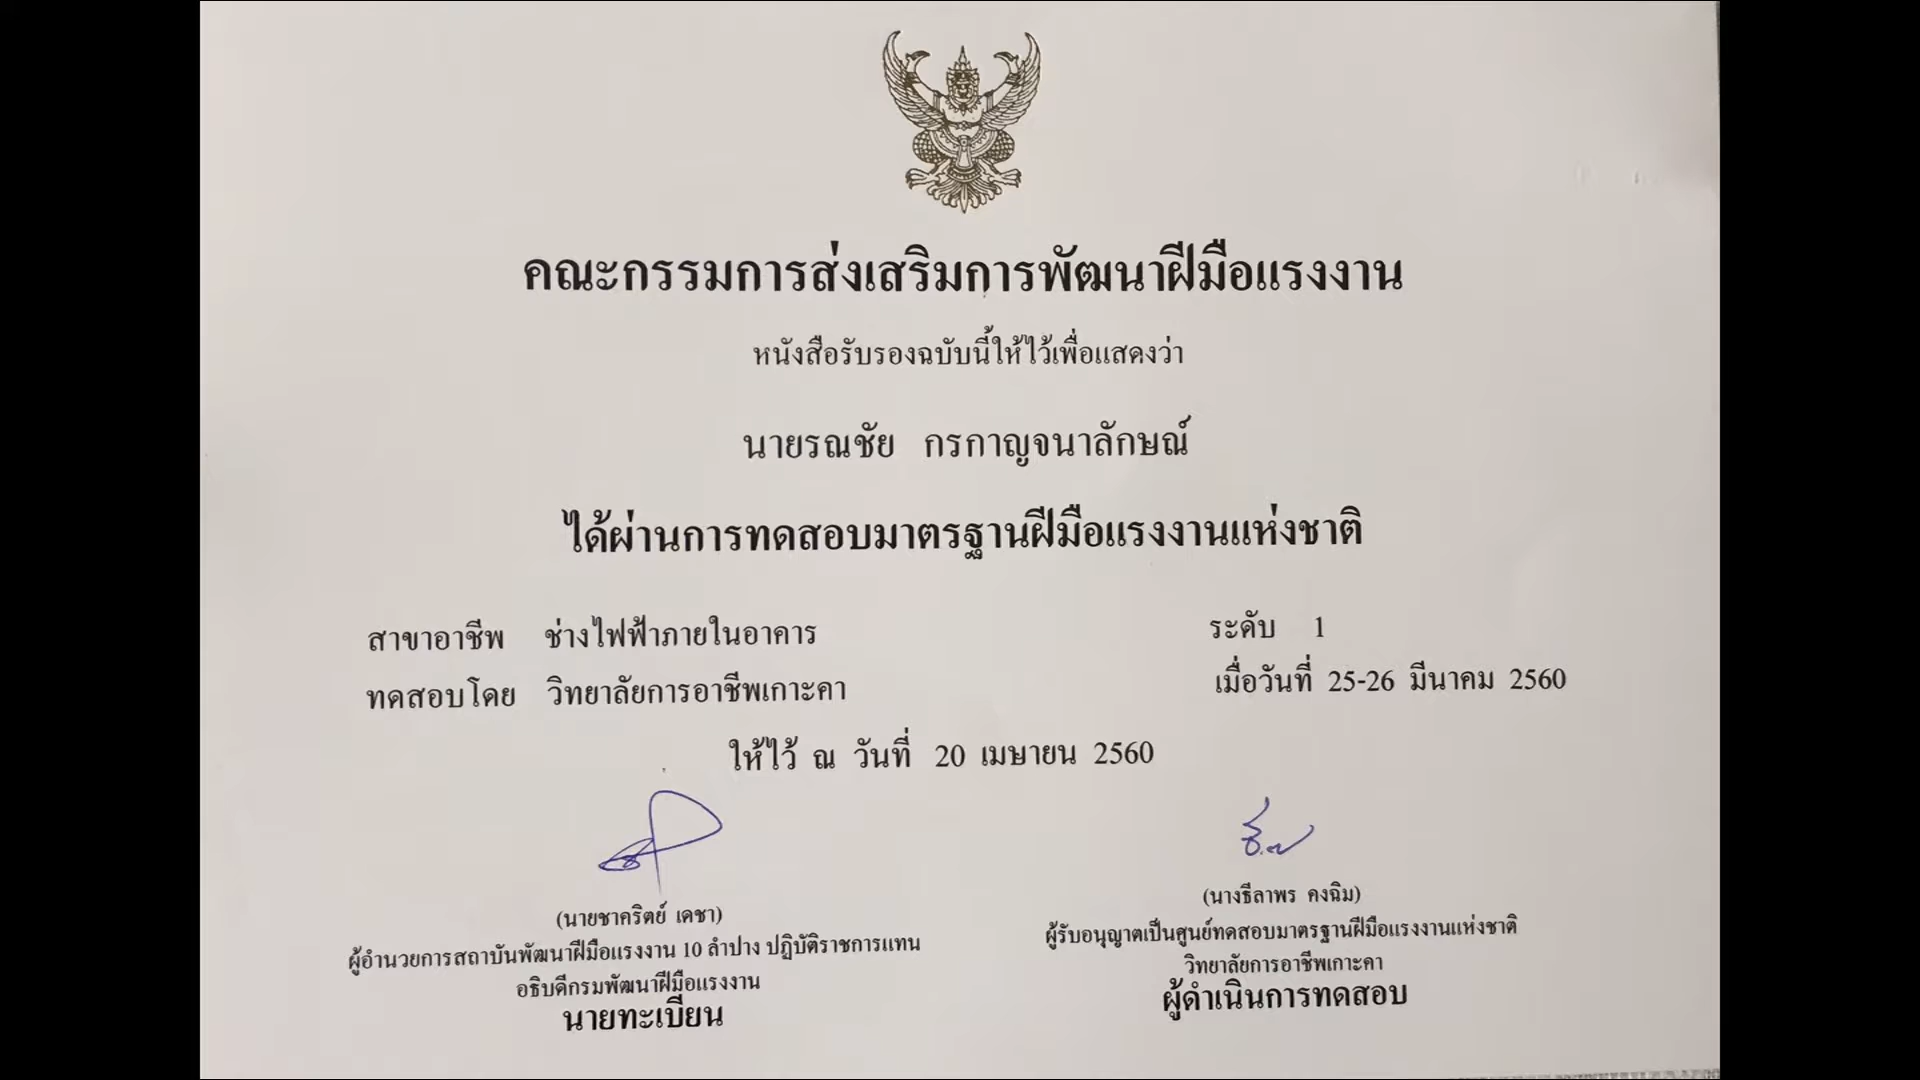 คณะกรรมการส่งเสริมการพัฒนาฝีมือแรงงาน
หนังสือรับรองฉบับนี้ให้ไว้เพื่อแสดงว่า
นายรณชัย กรกาญจนาลักษณ์
ได้ผ่านการทดสอบมาตรฐานฝีมือแรงงานแห่งชาติ
สาขาอาชีพ ช่างไฟฟ้าภายในอาคาร ระดับ 1
ทดสอบโดย วิทยาลัยการอาชีพเกาะคา เมื่อวันที่ 25-26 มีนาคม 2560
ให้ไว้ ณ วันที่ 20 เมษายน 2560
(นายชาคริตย์ เดชา)
ผู้อำนวยการสถาบันพัฒนาฝีมือแรงงาน 10 ลำปาง ปฏิบัติราชการแทน
อธิบดีกรมพัฒนาฝีมือแรงงาน
นายทะเบียน
(นางธีลาพร คงฉิม)
ผู้รับอนุญาตเป็นศูนย์ทดสอบมาตรฐานฝีมือแรงงานแห่งชาติ
วิทยาลัยการอาชีพเกาะคา
ผู้ดำเนินการทดสอบ